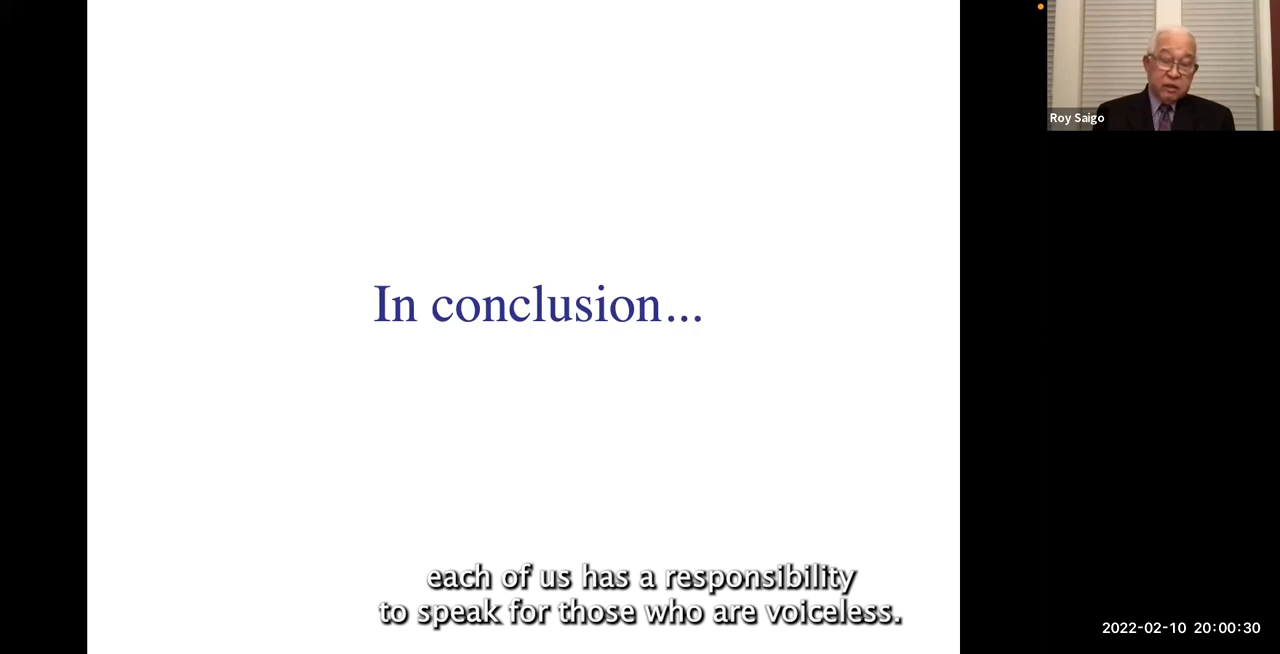 Roy Saigo
In conclusion...
each of us has a responsibility
to speak for those who are voiceless.
2022-02-10 20:00:30